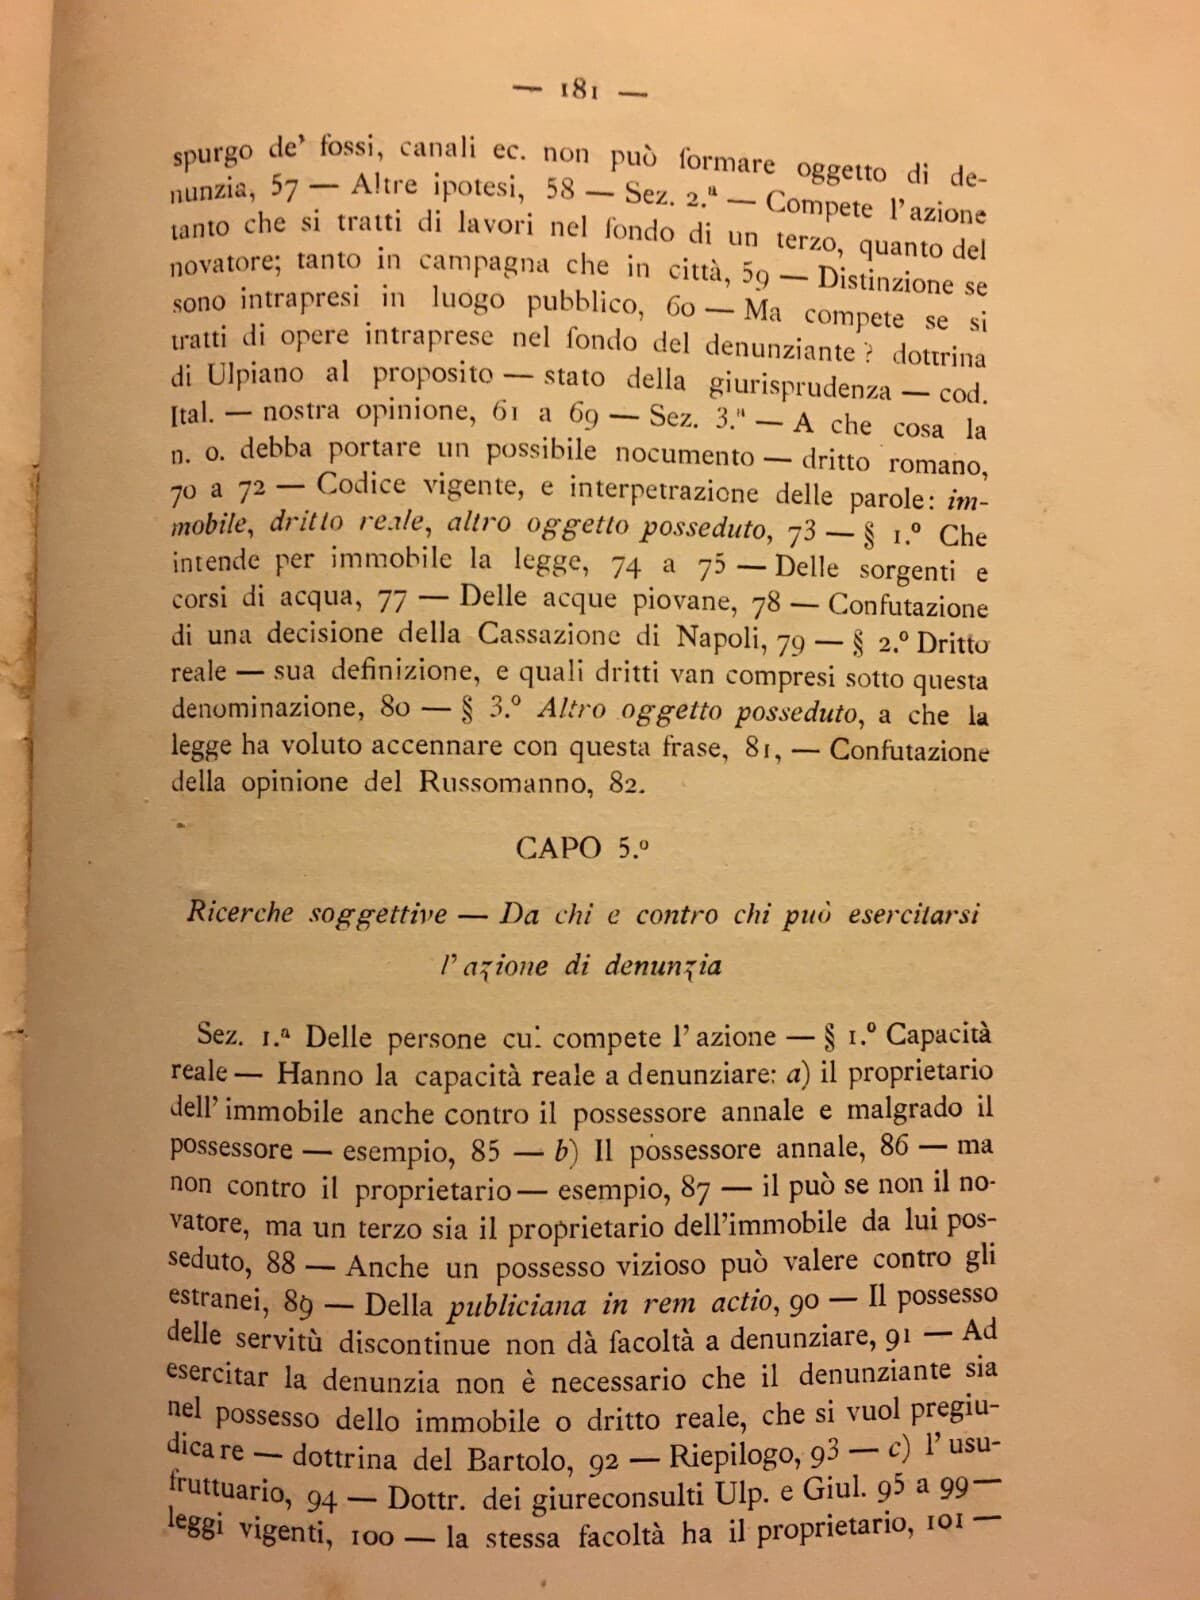 — 181 —
spurgo de' fossi, canali ec. non può formare oggetto di de-
nunzia, 57 — Altre ipotesi, 58 — Sez. 2.ª — Compete l'azione
tanto che si tratti di lavori nel fondo di un terzo, quanto del
novatore; tanto in campagna che in città, 59 — Distinzione se
sono intrapresi in luogo pubblico, 60 — Ma compete se si
tratti di opere intraprese nel fondo del denunziante? dottrina
di Ulpiano al proposito — stato della giurisprudenza — cod.
Ital. — nostra opinione, 61 a 69 — Sez. 3.ª — A che cosa la
n. o. debba portare un possibile nocumento — dritto romano,
70 a 72 — Codice vigente, e interpetrazione delle parole: im-
mobile, dritto reale, altro oggetto posseduto, 73 — § 1.º Che
intende per immobile la legge, 74 a 75 — Delle sorgenti e
corsi di acqua, 77 — Delle acque piovane, 78 — Confutazione
di una decisione della Cassazione di Napoli, 79 — § 2.º Dritto
reale — sua definizione, e quali dritti van compresi sotto questa
denominazione, 80 — § 3.º Altro oggetto posseduto, a che la
legge ha voluto accennare con questa frase, 81, — Confutazione
della opinione del Russomanno, 82.
CAPO 5.º
Ricerche soggettive — Da chi e contro chi può esercitarsi
l'azione di denunzia
Sez. 1.ª Delle persone cui compete l'azione — § 1.º Capacità
reale — Hanno la capacità reale a denunziare: a) il proprietario
dell'immobile anche contro il possessore annale e malgrado il
possessore — esempio, 85 — b) Il possessore annale, 86 — ma
non contro il proprietario — esempio, 87 — il può se non il no-
vatore, ma un terzo sia il proprietario dell'immobile da lui pos-
seduto, 88 — Anche un possesso vizioso può valere contro gli
estranei, 89 — Della publiciana in rem actio, 90 — Il possesso
delle servitù discontinue non dà facoltà a denunziare, 91 — Ad
esercitar la denunzia non è necessario che il denunziante sia
nel possesso dello immobile o dritto reale, che si vuol pregiu-
dicare — dottrina del Bartolo, 92 — Riepilogo, 93 — c) l'usu-
fruttuario, 94 — Dottr. dei giureconsulti Ulp. e Giul. 95 a 99 —
leggi vigenti, 100 — la stessa facoltà ha il proprietario, 101 —